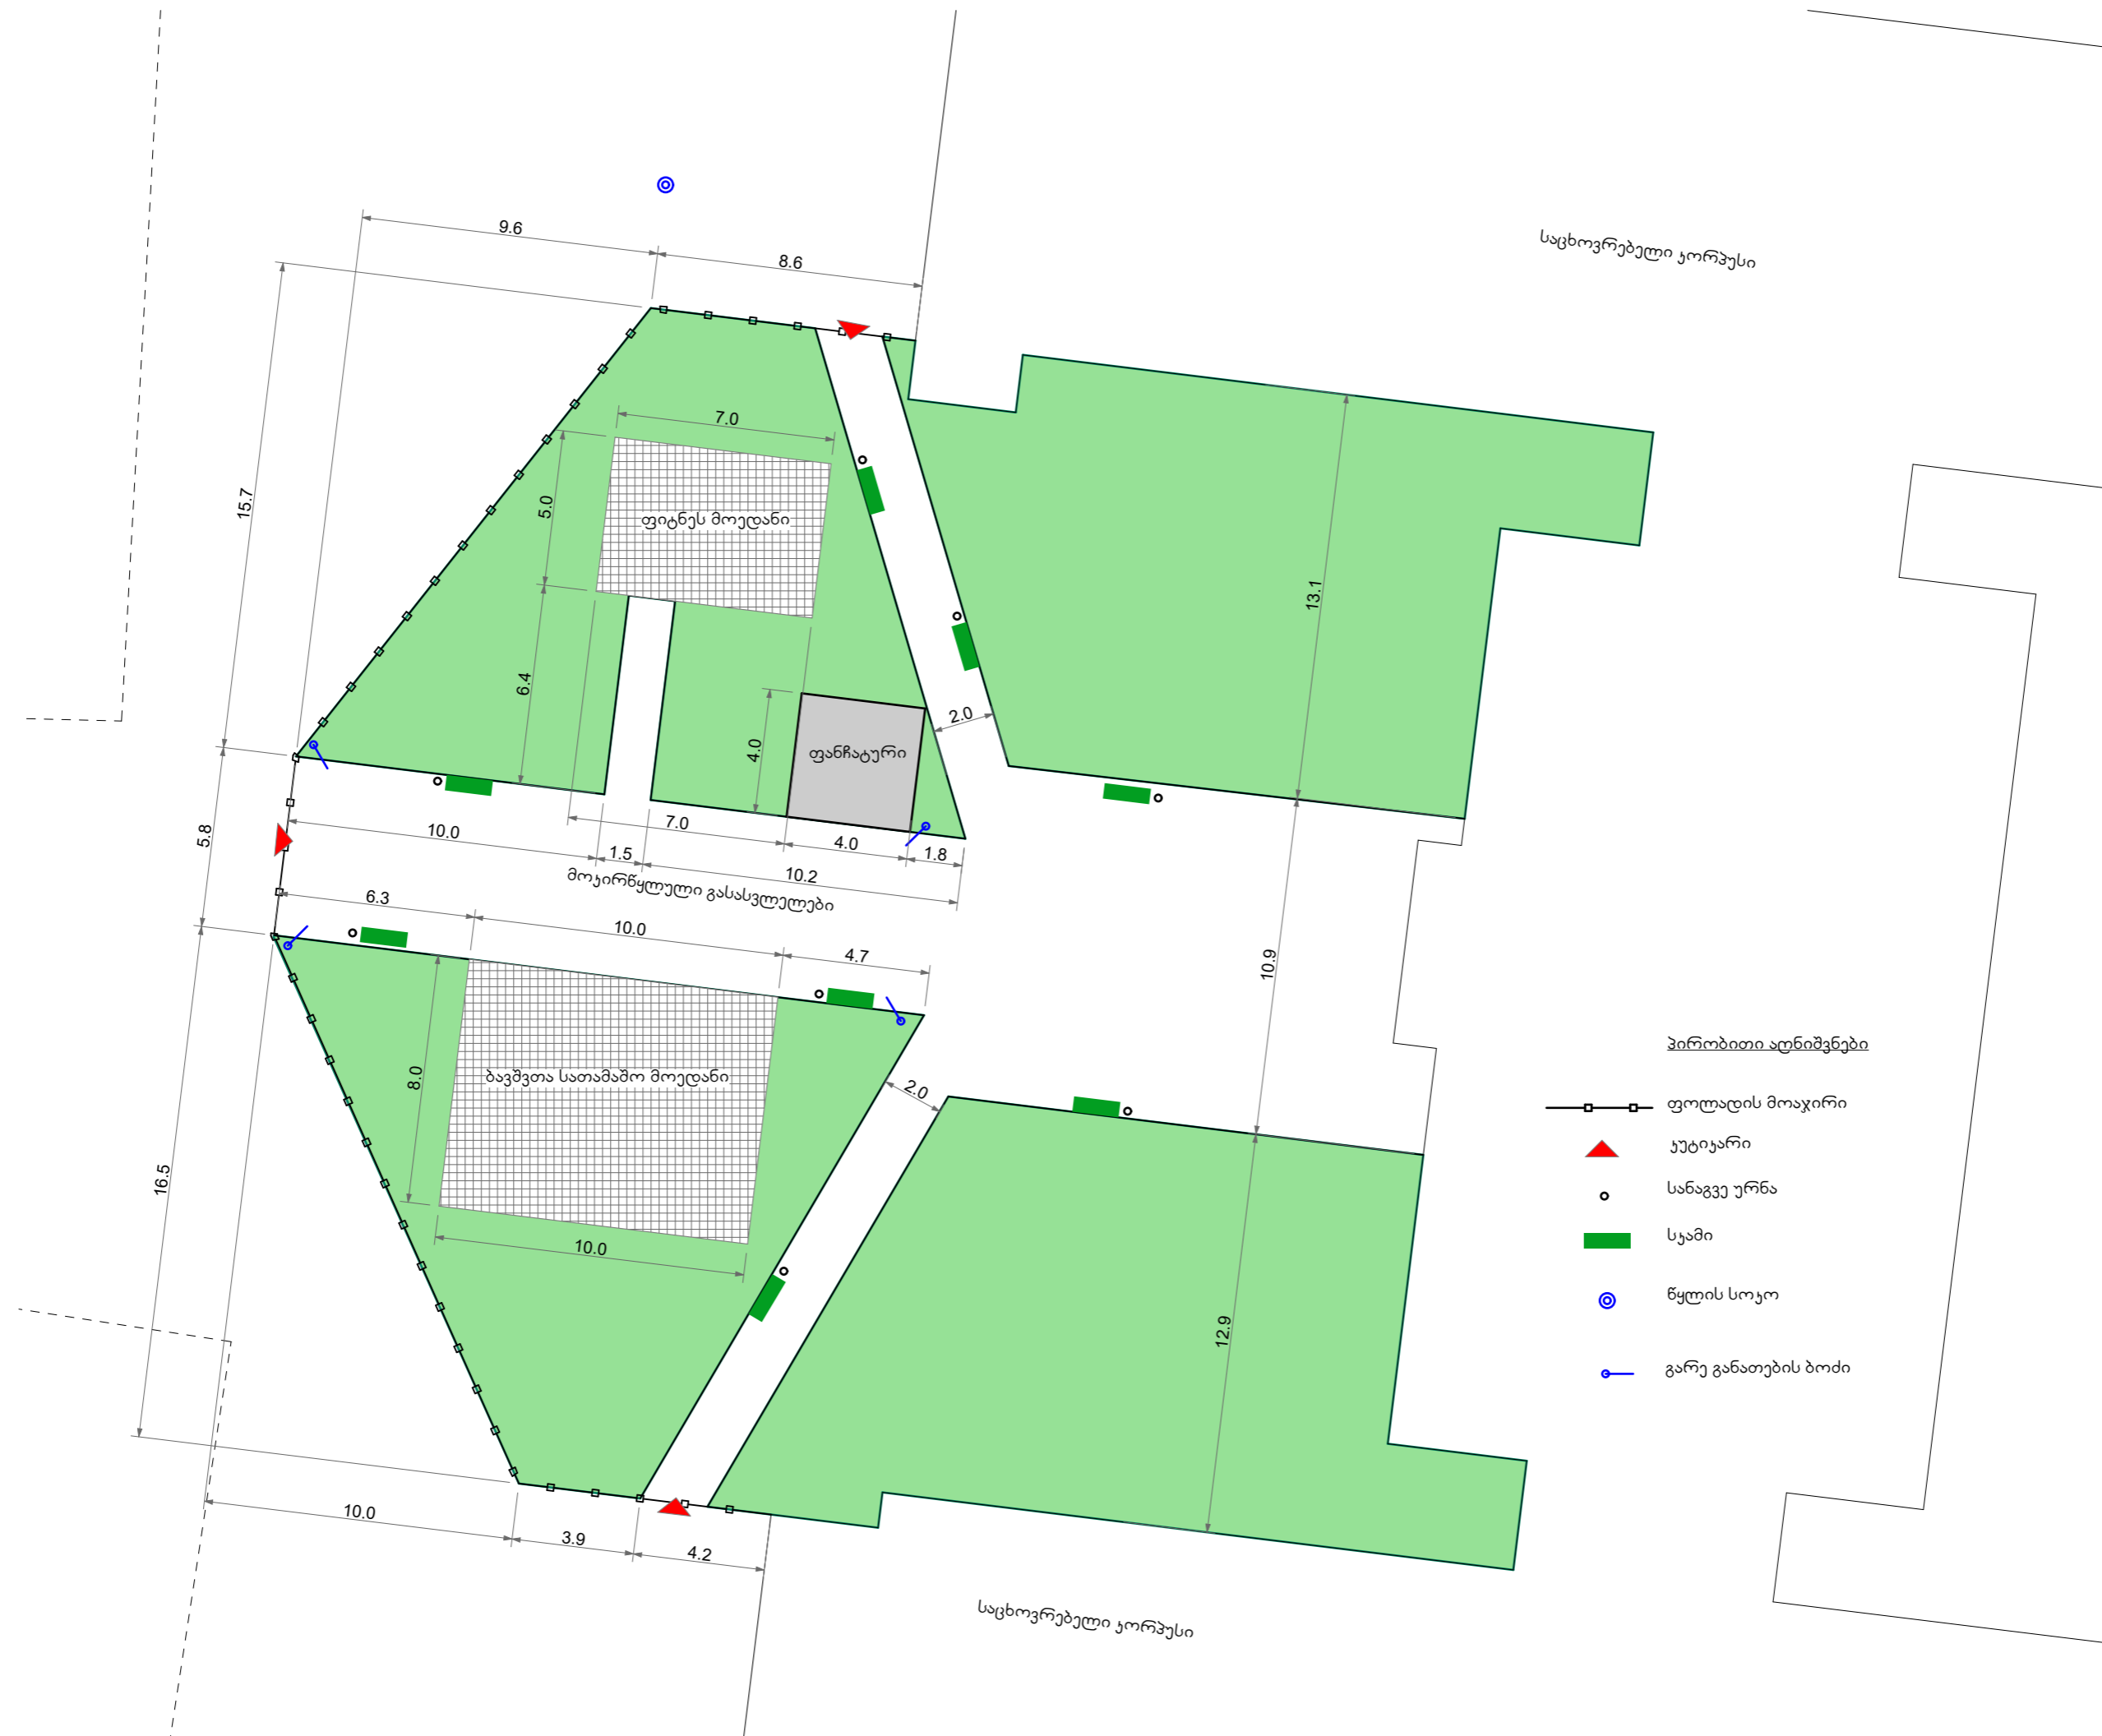 საცხოვრებელი კორპუსი
9.6
8.6
7.0
15.7
5.0
ფიტნეს მოედანი
13.1
6.4
2.0
4.0
ფანჩატური
5.8
10.0
7.0
4.0
1.5
1.8
10.2
მოკირწყლული გასასვლელები
6.3
10.0
4.7
10.9
8.0
ბავშვთა სათამაშო მოედანი
2.0
16.5
10.0
12.9
10.0
3.9
4.2
საცხოვრებელი კორპუსი
პირობითი აღნიშვნები
ფოლადის მოაჯირი
კუტიკარი
სანაგვე ურნა
სკამი
წყლის სოკო
გარე განათების ბოძი